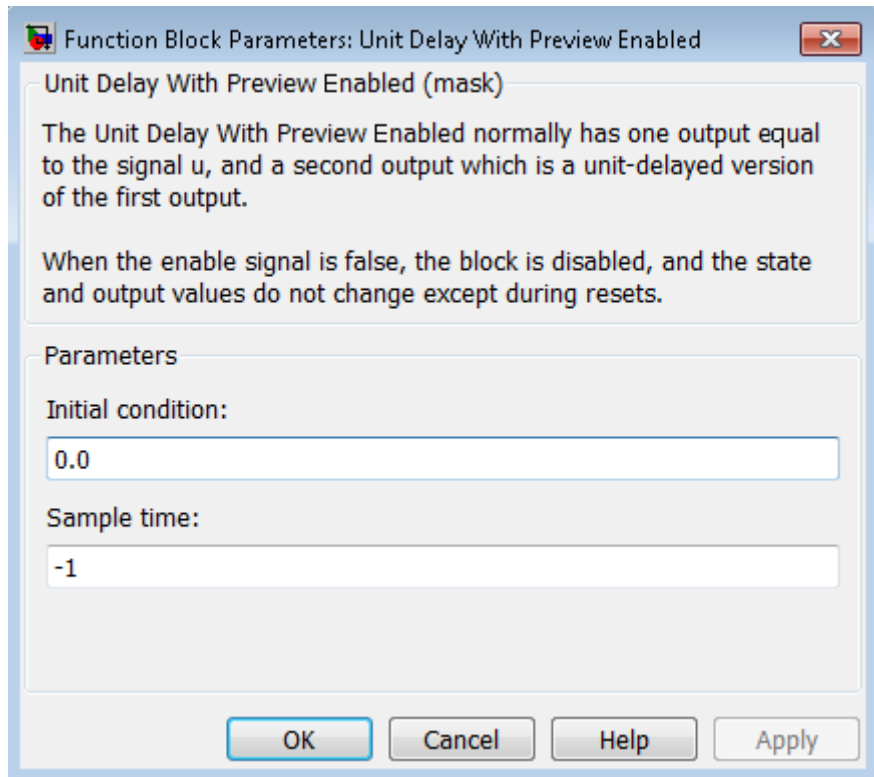 Function Block Parameters: Unit Delay With Preview Enabled
Unit Delay With Preview Enabled (mask)
The Unit Delay With Preview Enabled normally has one output equal
to the signal u, and a second output which is a unit-delayed version
of the first output.
When the enable signal is false, the block is disabled, and the state
and output values do not change except during resets.
Parameters
Initial condition:
0.0
Sample time:
-1
OK Cancel Help Apply